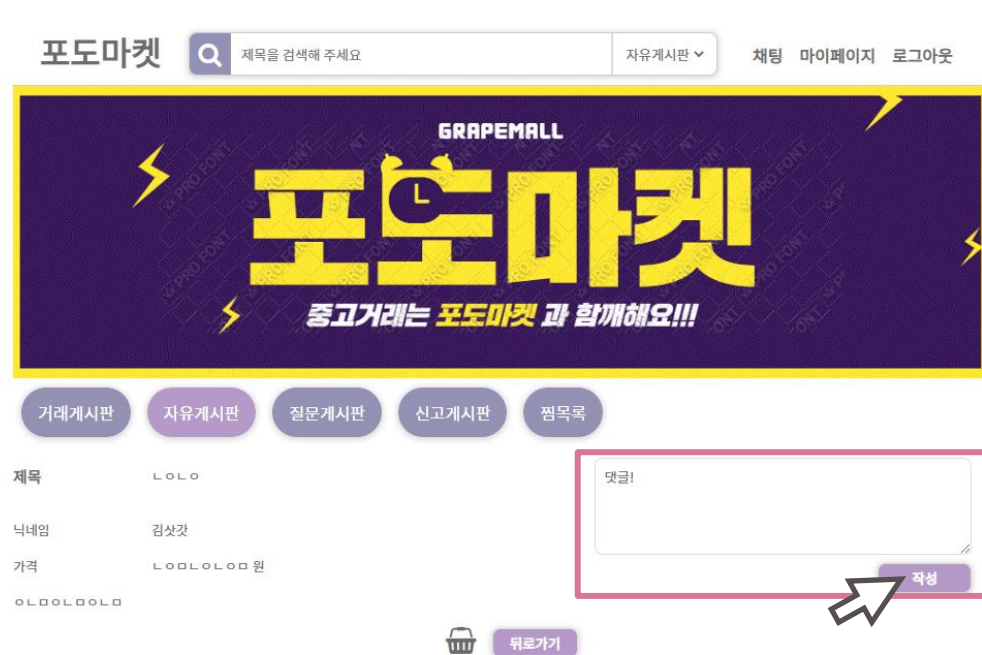 포도마켓 제목을 검색해 주세요 자유게시판 채팅 마이페이지 로그아웃
GRAPEMALL
포도마켓
중고거래는 포도마켓 과 함깨해요!!!
거래게시판 자유게시판 질문게시판 신고게시판 찜목록
제목 ㄴㅇㄴㅇ
댓글!
닉네임 김삿갓
가격 ㄴㅇㅁㄴㅇㄴㅇㅁ 원
작성
ㅇㄴㅁㅇㄴㅁㅇㄴㅁ
뒤로가기